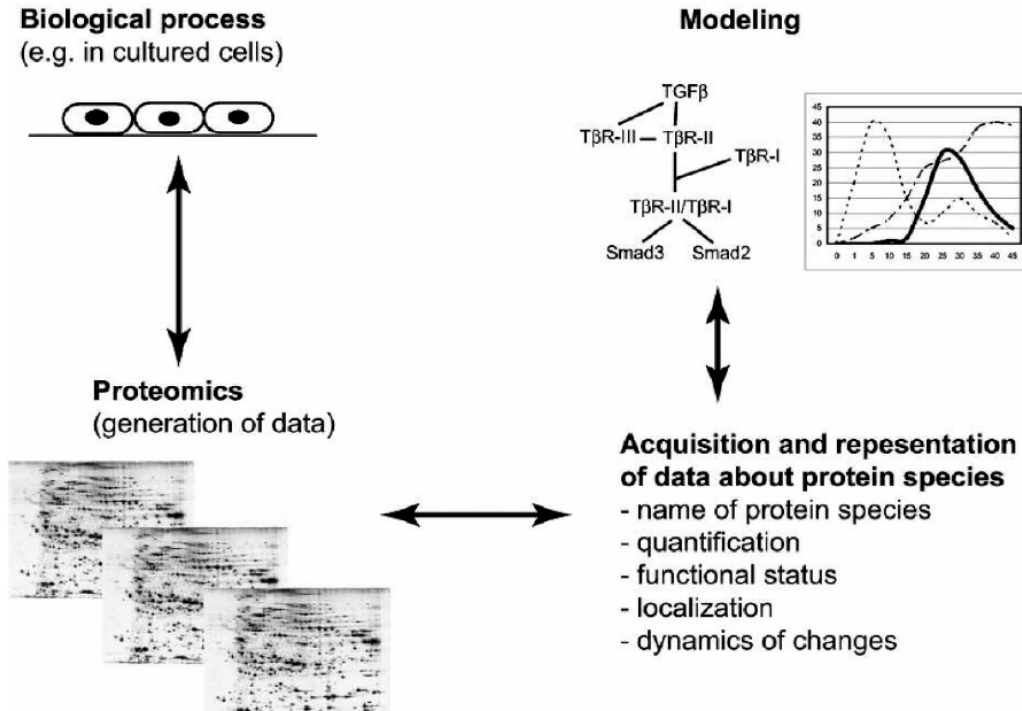 Biological process
(e.g. in cultured cells)
Modeling
TGFβ
TβR-III
TβR-II
TβR-I
TβR-II/TβR-I
Smad3
Smad2
45
40
35
30
25
20
15
10
5
0
0 1 5 10 15 20 25 30 35 40 45
Proteomics
(generation of data)
Acquisition and repesentation
of data about protein species
- name of protein species
- quantification
- functional status
- localization
- dynamics of changes